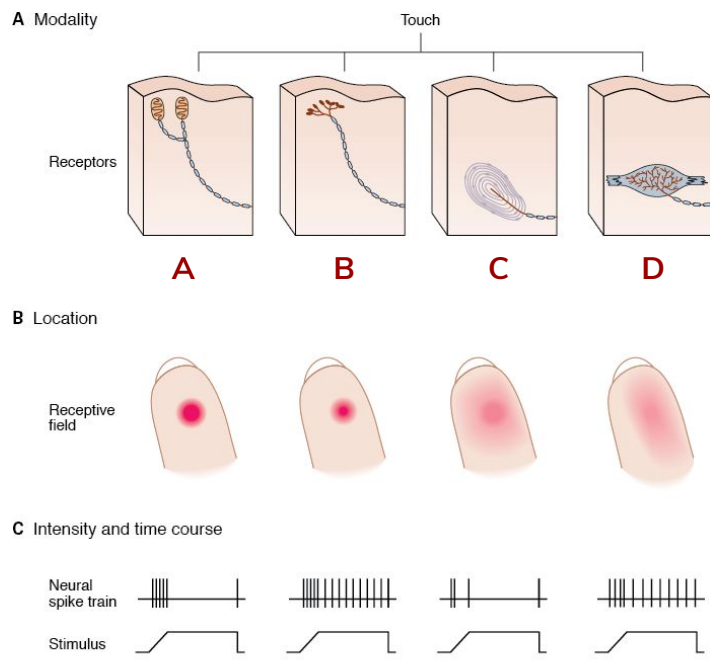 A Modality
Touch
Receptors
A B C D
B Location
Receptive
field
C Intensity and time course
Neural
spike train
Stimulus